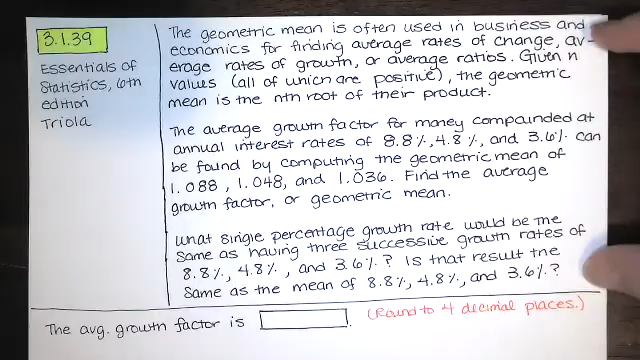 3.1.39
Essentials of
Statistics, 6th
edition
Triola
The geometric mean is often used in business and
economics for finding average rates of change, av-
erage rates of growth, or average ratios. Given n
values (all of which are positive), the geometric
mean is the nth root of their product.
The average growth factor for money compounded at
annual interest rates of 8.8%, 4.8%, and 3.6% can
be found by computing the geometric mean of
1.088, 1.048, and 1.036. Find the average
growth factor, or geometric mean.
What single percentage growth rate would be the
same as having three successive growth rates of
8.8%, 4.8%, and 3.6%? Is that result the
same as the mean of 8.8%, 4.8%, and 3.6%?
The avg. growth factor is
(Round to 4 decimal places.)